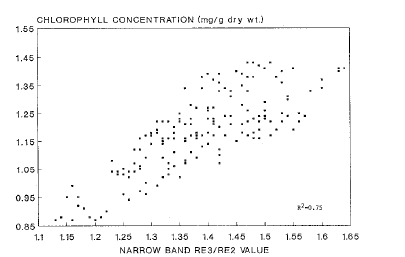 CHLOROPHYLL CONCENTRATION (mg/g dry wt.)
1.55
1.45
1.35
1.25
1.15
1.05
0.95
0.85
R²=0.75
1.1 1.15 1.2 1.25 1.3 1.35 1.4 1.45 1.5 1.55 1.6 1.65
NARROW BAND RE3/RE2 VALUE